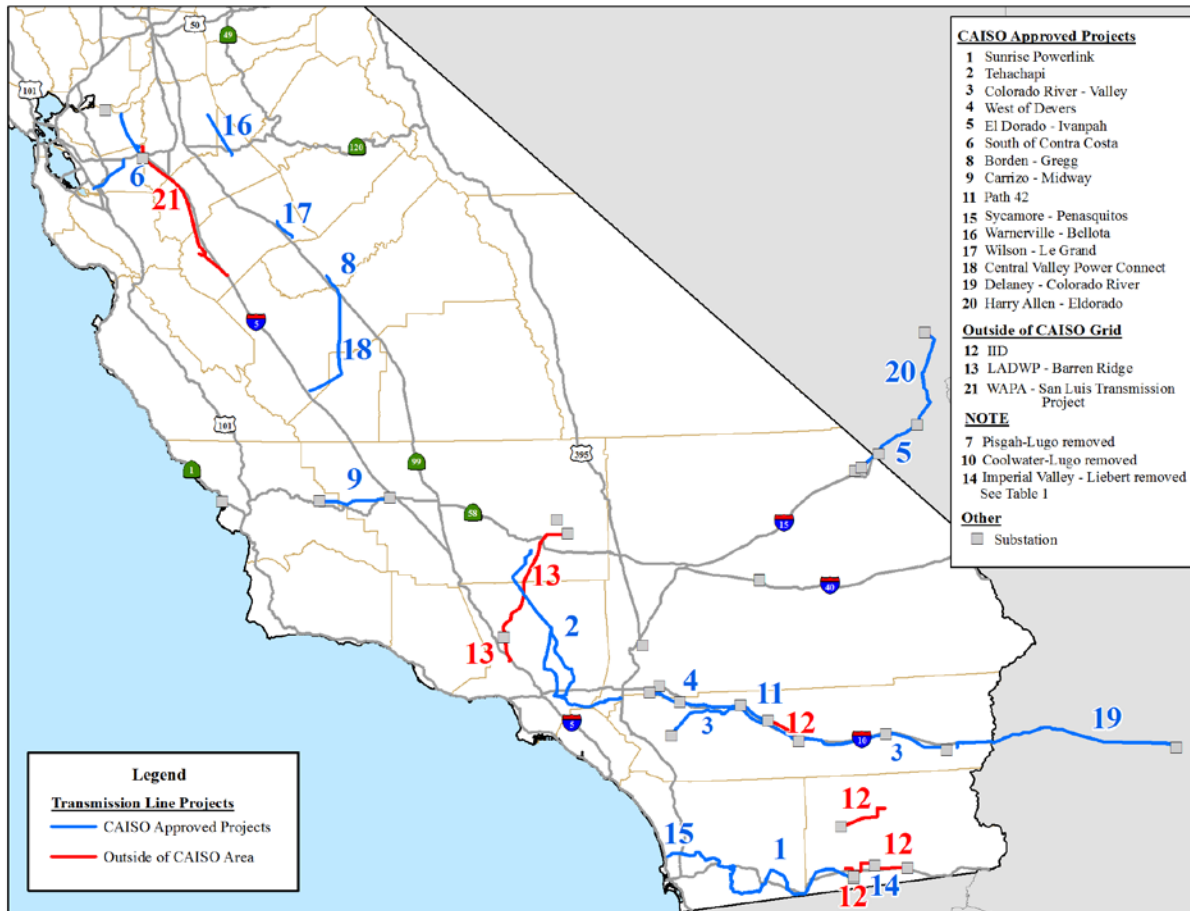 CAISO Approved Projects
1 Sunrise Powerlink
2 Tehachapi
3 Colorado River - Valley
4 West of Devers
5 El Dorado - Ivanpah
6 South of Contra Costa
8 Borden - Gregg
9 Carrizo - Midway
11 Path 42
15 Sycamore - Penasquitos
16 Warnerville - Bellota
17 Wilson - Le Grand
18 Central Valley Power Connect
19 Delaney - Colorado River
20 Harry Allen - Eldorado
Outside of CAISO Grid
12 IID
13 LADWP - Barren Ridge
21 WAPA - San Luis Transmission
Project
NOTE
7 Pisgah-Lugo removed
10 Coolwater-Lugo removed
14 Imperial Valley - Liebert removed
See Table 1
Other
Substation
50
49
101
16
120
6
21
17
8
5
18
20
101
5
395
1
99
9
58
15
13
40
2
13
4
11
19
3
12
5
10
3
12
15
1
12
12
14
Legend
Transmission Line Projects
CAISO Approved Projects
Outside of CAISO Area